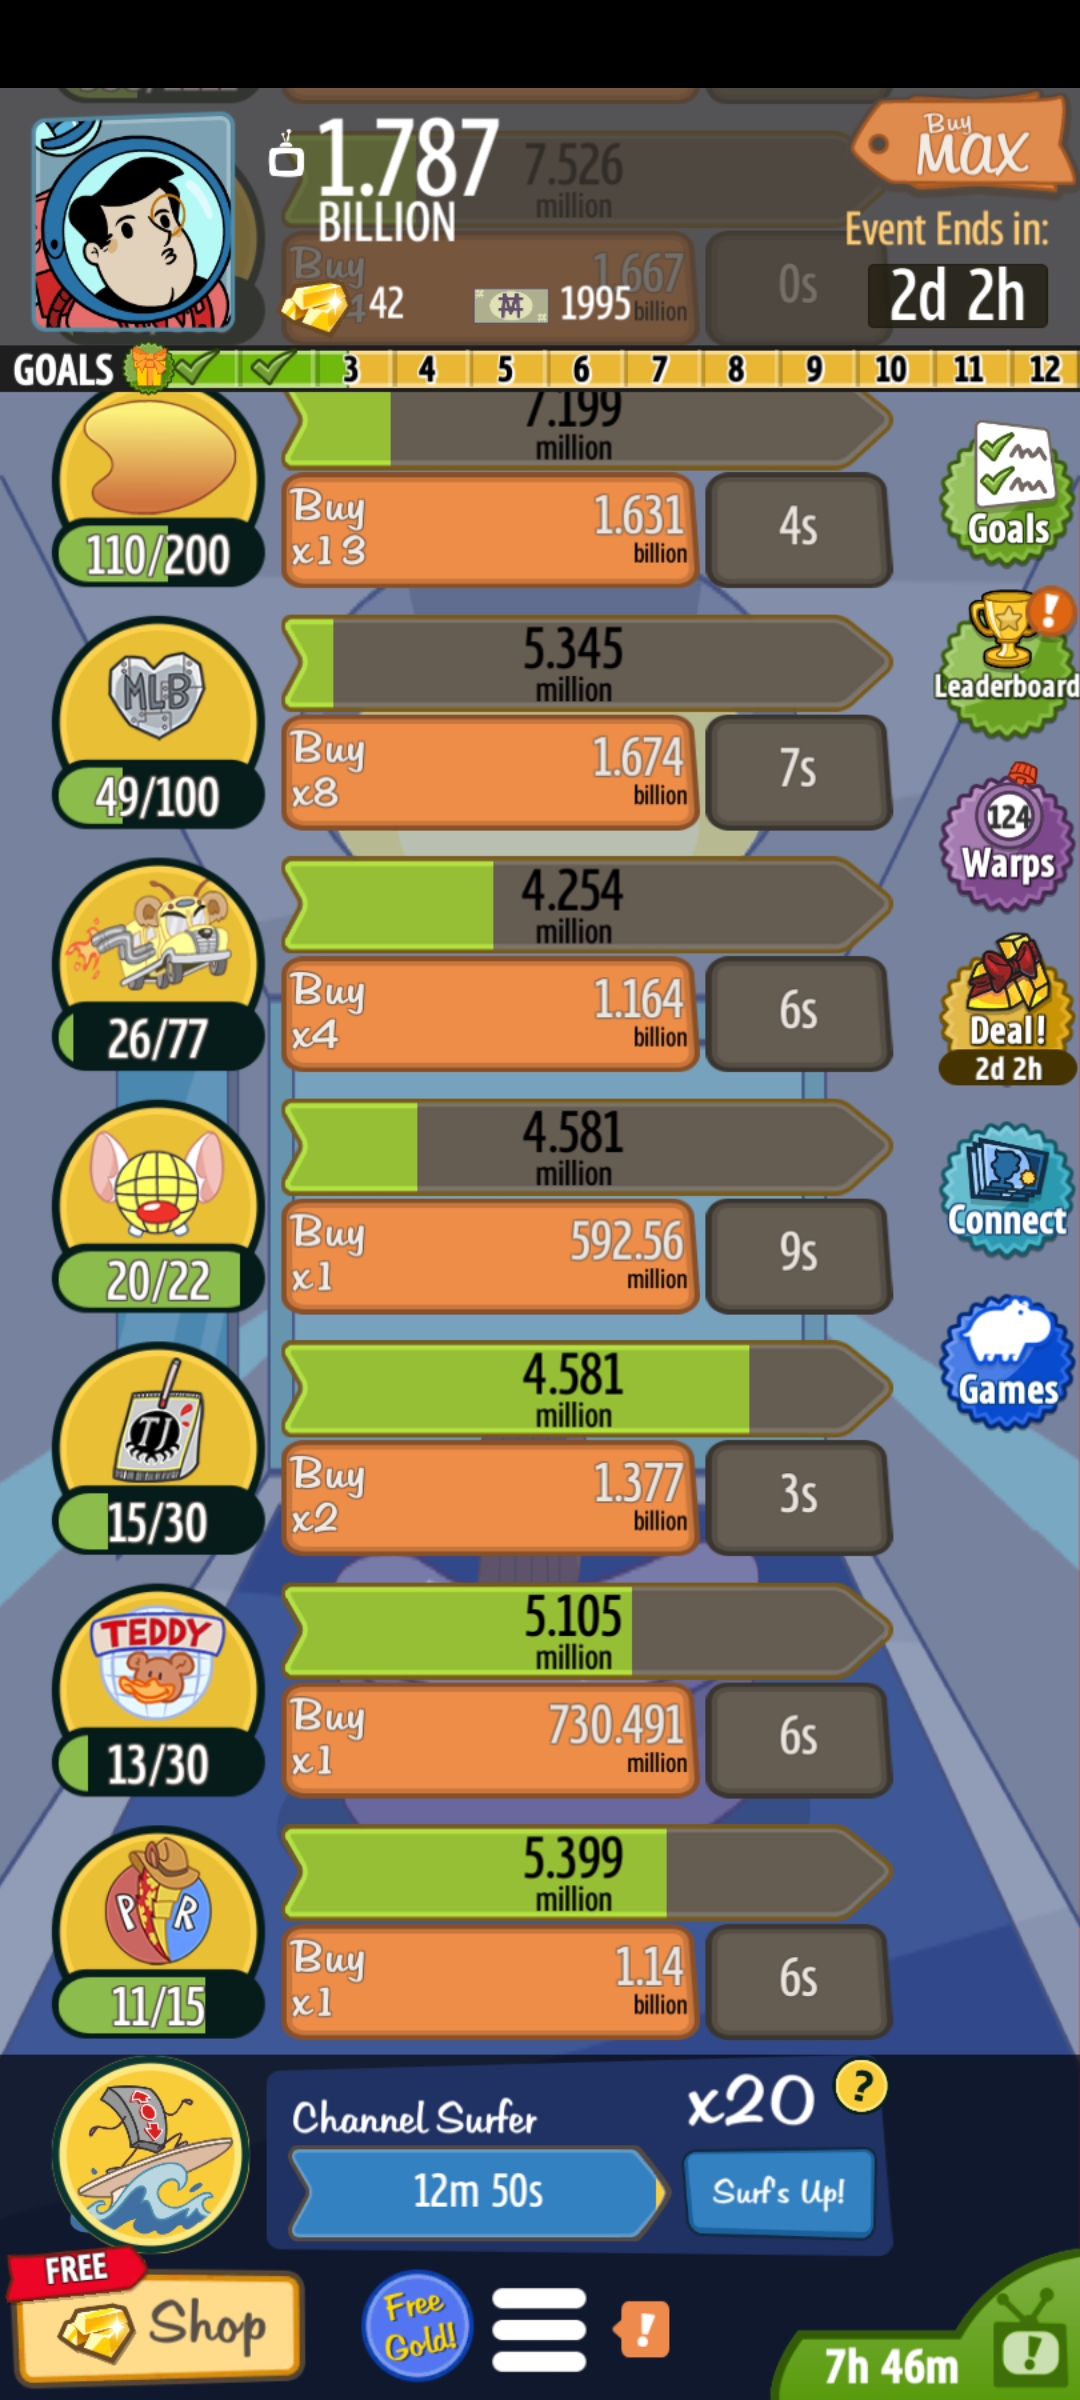 1.787
BILLION
Buy
MAX
7.526
million
Event Ends in:
2d 2h
Buy
1.667
billion
0s
42
1995
GOALS 3 4 5 6 7 8 9 10 11 12
7.199
million
110/200
Buy
x13
1.631
billion
4s
Goals
MLB
49/100
5.345
million
Buy
x8
1.674
billion
7s
!
Leaderboard
26/77
4.254
million
Buy
x4
1.164
billion
6s
124
Warps
Deal!
2d 2h
20/22
4.581
million
Buy
x1
592.56
million
9s
Connect
TJ
15/30
4.581
million
Buy
x2
1.377
billion
3s
Games
TEDDY
13/30
5.105
million
Buy
x1
730.491
million
6s
P R
11/15
5.399
million
Buy
x1
1.14
billion
6s
Channel Surfer
x20
?
12m 50s
Surf's Up!
FREE
Shop
Free
Gold!
!
7h 46m
!